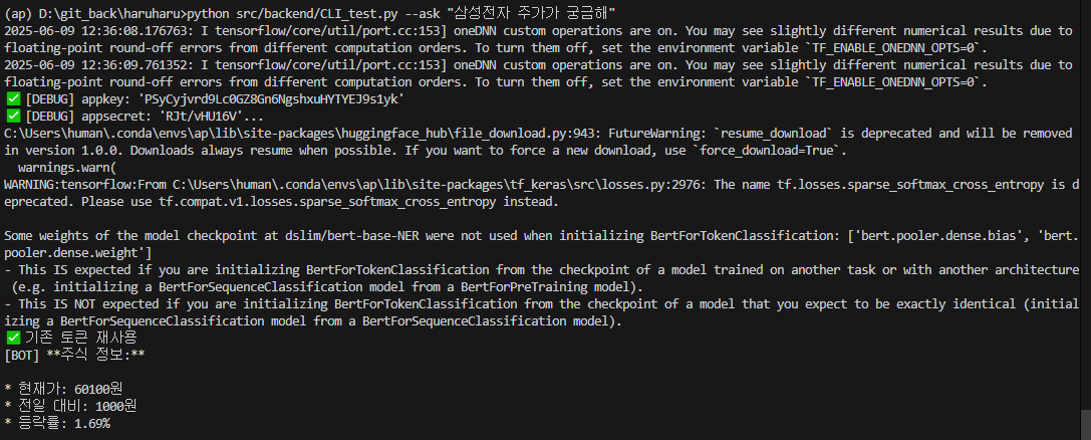 (ap) D:\git_back\haruharu>python src/backend/CLI_test.py --ask "삼성전자 주가가 궁금해"
2025-06-09 12:36:08.176763: I tensorflow/core/util/port.cc:153] oneDNN custom operations are on. You may see slightly different numerical results due to
floating-point round-off errors from different computation orders. To turn them off, set the environment variable `TF_ENABLE_ONEDNN_OPTS=0`.
2025-06-09 12:36:09.761352: I tensorflow/core/util/port.cc:153] oneDNN custom operations are on. You may see slightly different numerical results due to
floating-point round-off errors from different computation orders. To turn them off, set the environment variable `TF_ENABLE_ONEDNN_OPTS=0`.
✅ [DEBUG] appkey: 'PSyCyjvrd9Lc0GZ8Gn6NgshxuHYTYEJ9s1yk'
✅ [DEBUG] appsecret: 'RJt/vHU16V'...
C:\Users\human\.conda\envs\ap\lib\site-packages\huggingface_hub\file_download.py:943: FutureWarning: `resume_download` is deprecated and will be removed
in version 1.0.0. Downloads always resume when possible. If you want to force a new download, use `force_download=True`.
warnings.warn(
WARNING:tensorflow:From C:\Users\human\.conda\envs\ap\lib\site-packages\tf_keras\src\losses.py:2976: The name tf.losses.sparse_softmax_cross_entropy is d
eprecated. Please use tf.compat.v1.losses.sparse_softmax_cross_entropy instead.
Some weights of the model checkpoint at dslim/bert-base-NER were not used when initializing BertForTokenClassification: ['bert.pooler.dense.bias', 'bert.
pooler.dense.weight']
- This IS expected if you are initializing BertForTokenClassification from the checkpoint of a model trained on another task or with another architecture
(e.g. initializing a BertForSequenceClassification model from a BertForPreTraining model).
- This IS NOT expected if you are initializing BertForTokenClassification from the checkpoint of a model that you expect to be exactly identical (initial
izing a BertForSequenceClassification model from a BertForSequenceClassification model).
✅ 기존 토큰 재사용
[BOT] **주식 정보:**
* 현재가: 60100원
* 전일 대비: 1000원
* 등락률: 1.69%